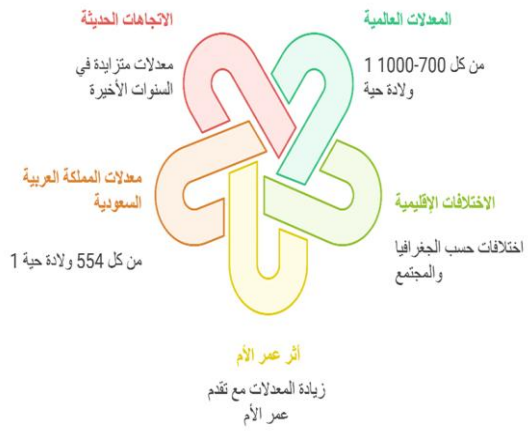 المعدلات العالمية
1 من كل 700-1000
ولادة حية
الاتجاهات الحديثة
معدلات متزايدة في
السنوات الأخيرة
معدلات المملكة العربية
السعودية
1 من كل 554 ولادة حية
الاختلافات الإقليمية
اختلافات حسب الجغرافيا
والمجتمع
أثر عمر الأم
زيادة المعدلات مع تقدم
عمر الأم